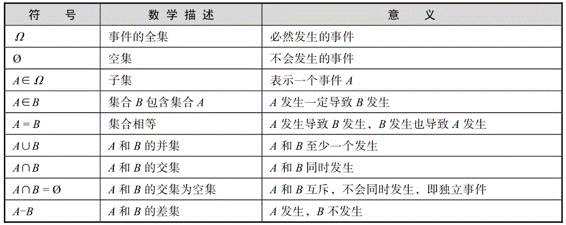 符 号 数 学 描 述 意 义
Ω 事件的全集 必然发生的事件
Ø 空集 不会发生的事件
A∈Ω 子集 表示一个事件 A
A∈B 集合 B 包含集合 A A 发生一定导致 B 发生
A = B 集合相等 A 发生导致 B 发生，B 发生也导致 A 发生
A∪B A 和 B 的并集 A 和 B 至少一个发生
A∩B A 和 B 的交集 A 和 B 同时发生
A∩B = Ø A 和 B 的交集为空集 A 和 B 互斥，不会同时发生，即独立事件
A−B A 和 B 的差集 A 发生，B 不发生